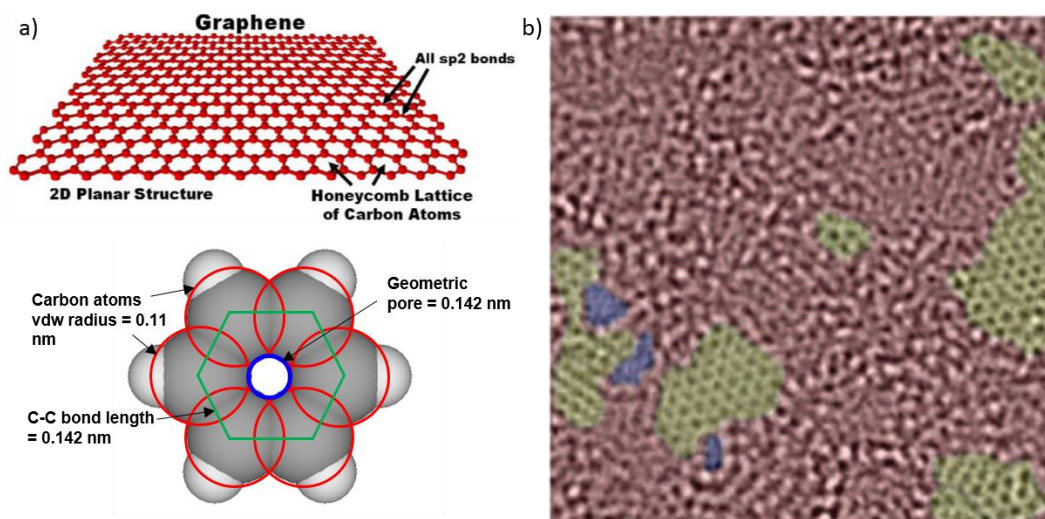 a)
Graphene
All sp2 bonds
2D Planar Structure
Honeycomb Lattice
of Carbon Atoms
Carbon atoms
vdw radius = 0.11
nm
Geometric
pore = 0.142 nm
C-C bond length
= 0.142 nm
b)